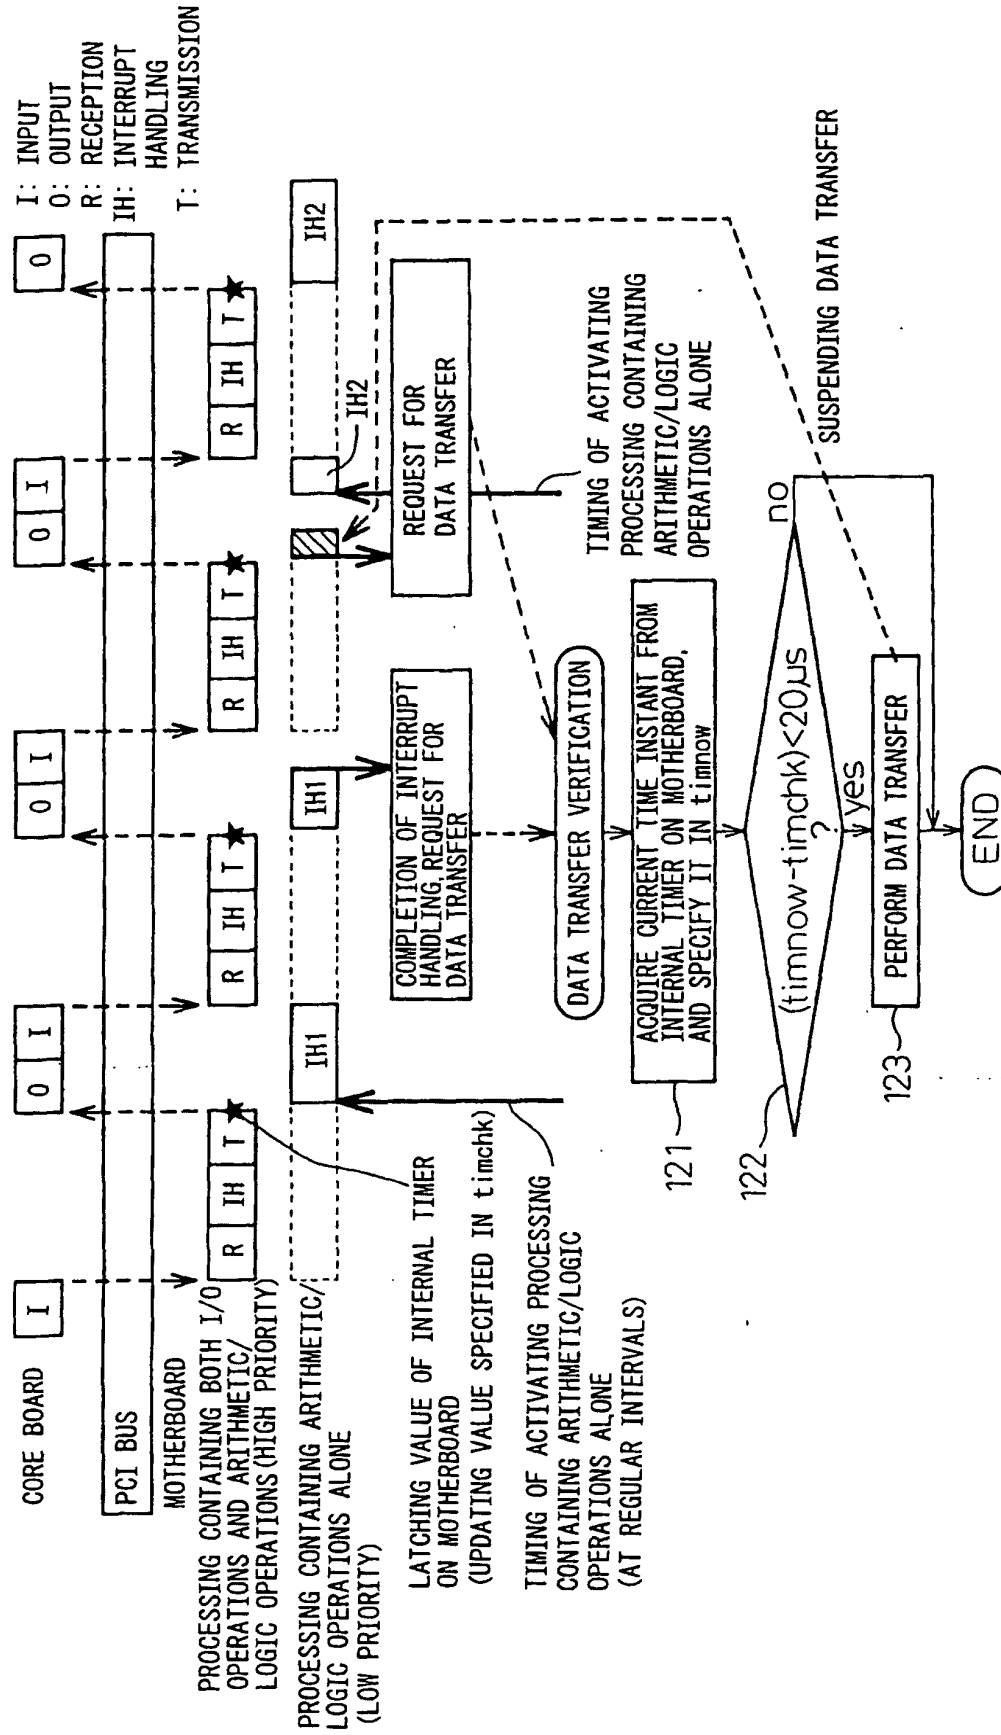 I: INPUT
O: OUTPUT
R: RECEPTION
IH: INTERRUPT
HANDLING
T: TRANSMISSION
CORE BOARD
I
O
I
O
I
O
I
O
PCI BUS
MOTHERBOARD
PROCESSING CONTAINING BOTH I/O
OPERATIONS AND ARITHMETIC/
LOGIC OPERATIONS(HIGH PRIORITY)
R
IH
T
R
IH
T
R
IH
T
R
IH
T
PROCESSING CONTAINING ARITHMETIC/
LOGIC OPERATIONS ALONE
(LOW PRIORITY)
IH1
IH1
IH2
IH2
LATCHING VALUE OF INTERNAL TIMER
ON MOTHERBOARD
(UPDATING VALUE SPECIFIED IN timchk)
TIMING OF ACTIVATING PROCESSING
CONTAINING ARITHMETIC/LOGIC
OPERATIONS ALONE
(AT REGULAR INTERVALS)
COMPLETION OF INTERRUPT
HANDLING,REQUEST FOR
DATA TRANSFER
REQUEST FOR
DATA TRANSFER
TIMING OF ACTIVATING
PROCESSING CONTAINING
ARITHMETIC/LOGIC
OPERATIONS ALONE
DATA TRANSFER VERIFICATION
ACQUIRE CURRENT TIME INSTANT FROM
INTERNAL TIMER ON MOTHERBOARD,
AND SPECIFY IT IN timnow
121
(timnow-timchk)<20μs
?
122
no
yes
SUSPENDING DATA TRANSFER
PERFORM DATA TRANSFER
123
END